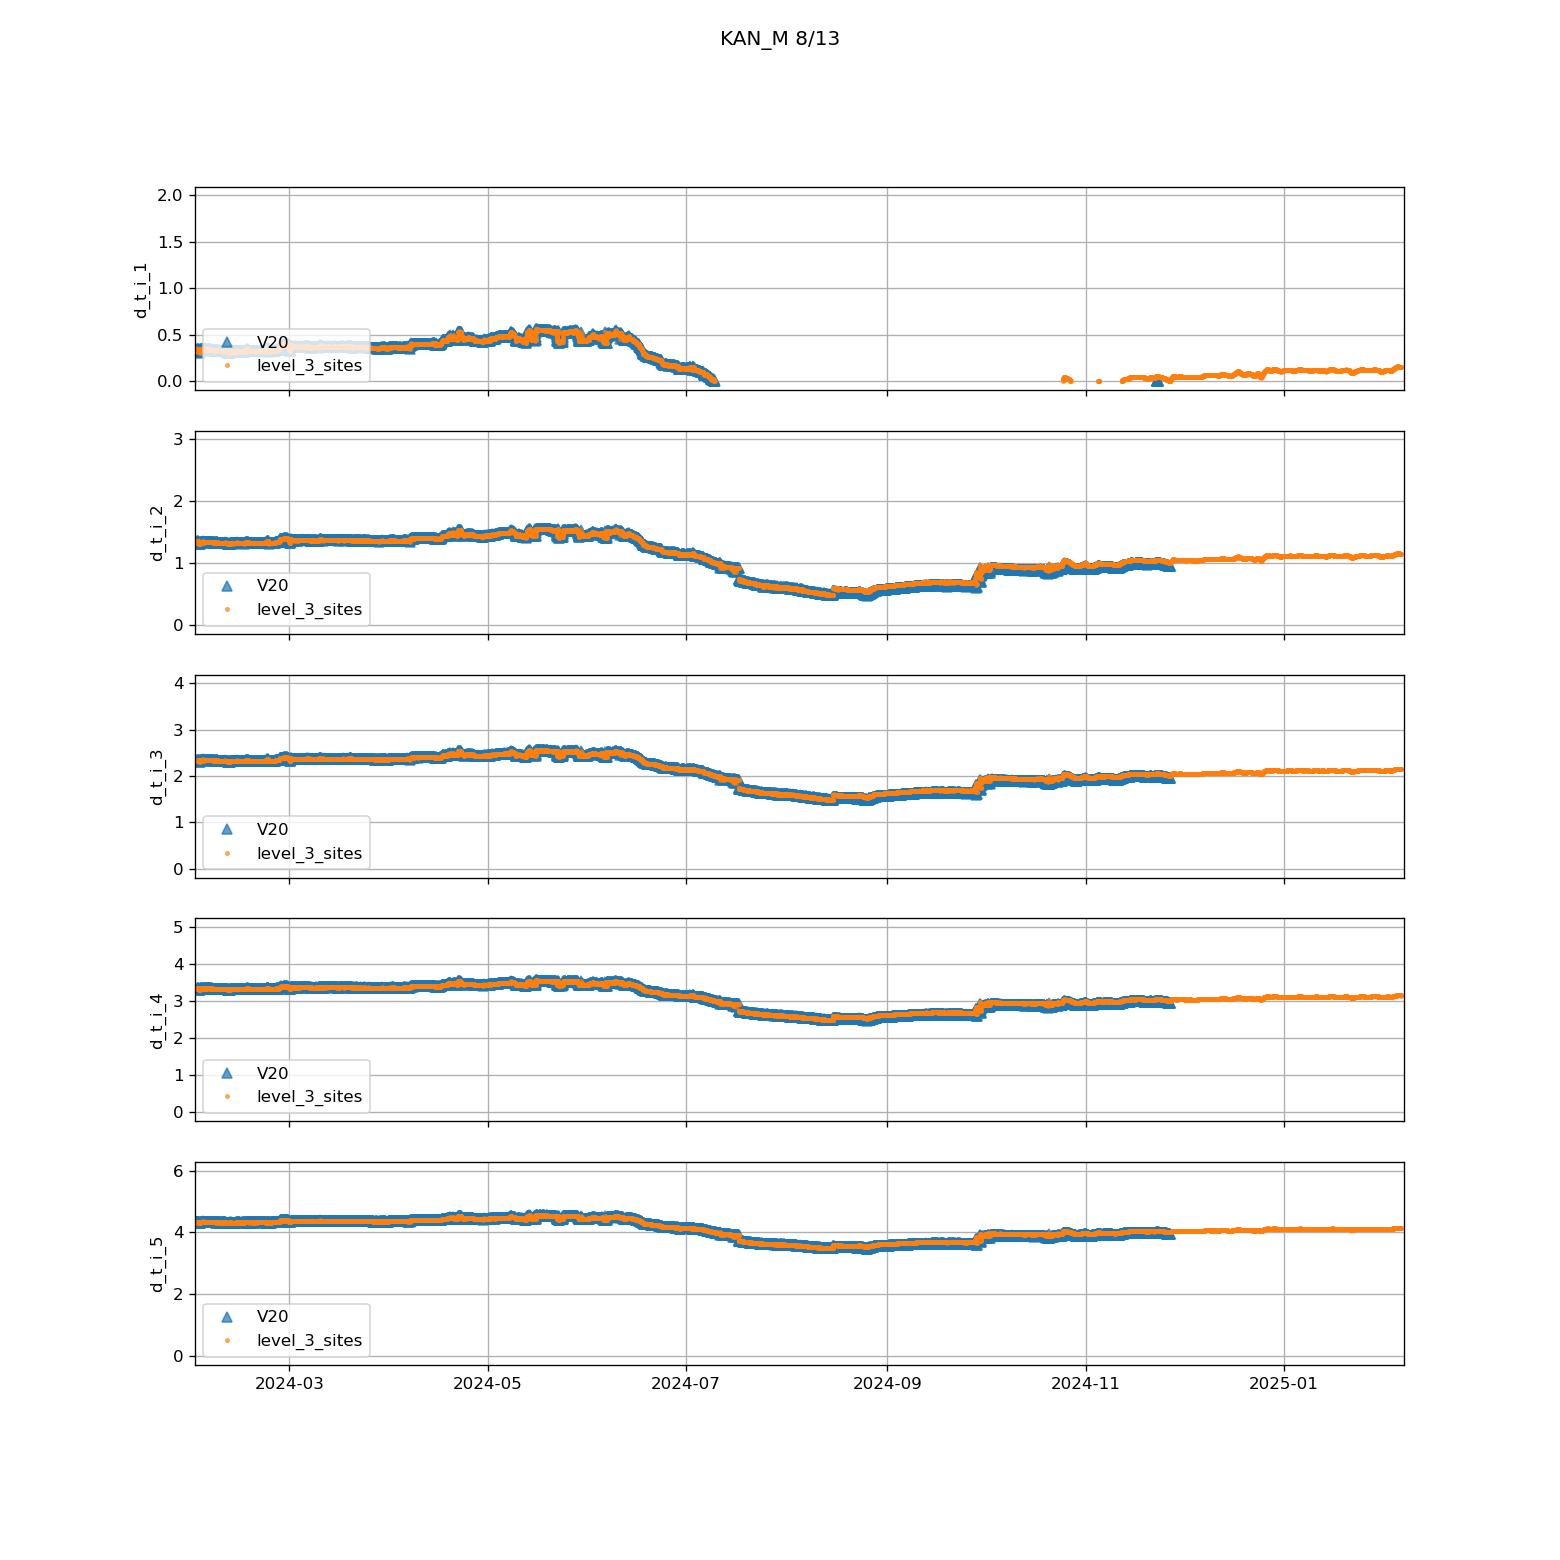 KAN_M 8/13
2.0
1.5
1.0
0.5
0.0
d_t_i_1
V20
level_3_sites
3
2
1
0
d_t_i_2
V20
level_3_sites
4
3
2
1
0
d_t_i_3
V20
level_3_sites
5
4
3
2
1
0
d_t_i_4
V20
level_3_sites
6
4
2
0
d_t_i_5
V20
level_3_sites
2024-03 2024-05 2024-07 2024-09 2024-11 2025-01